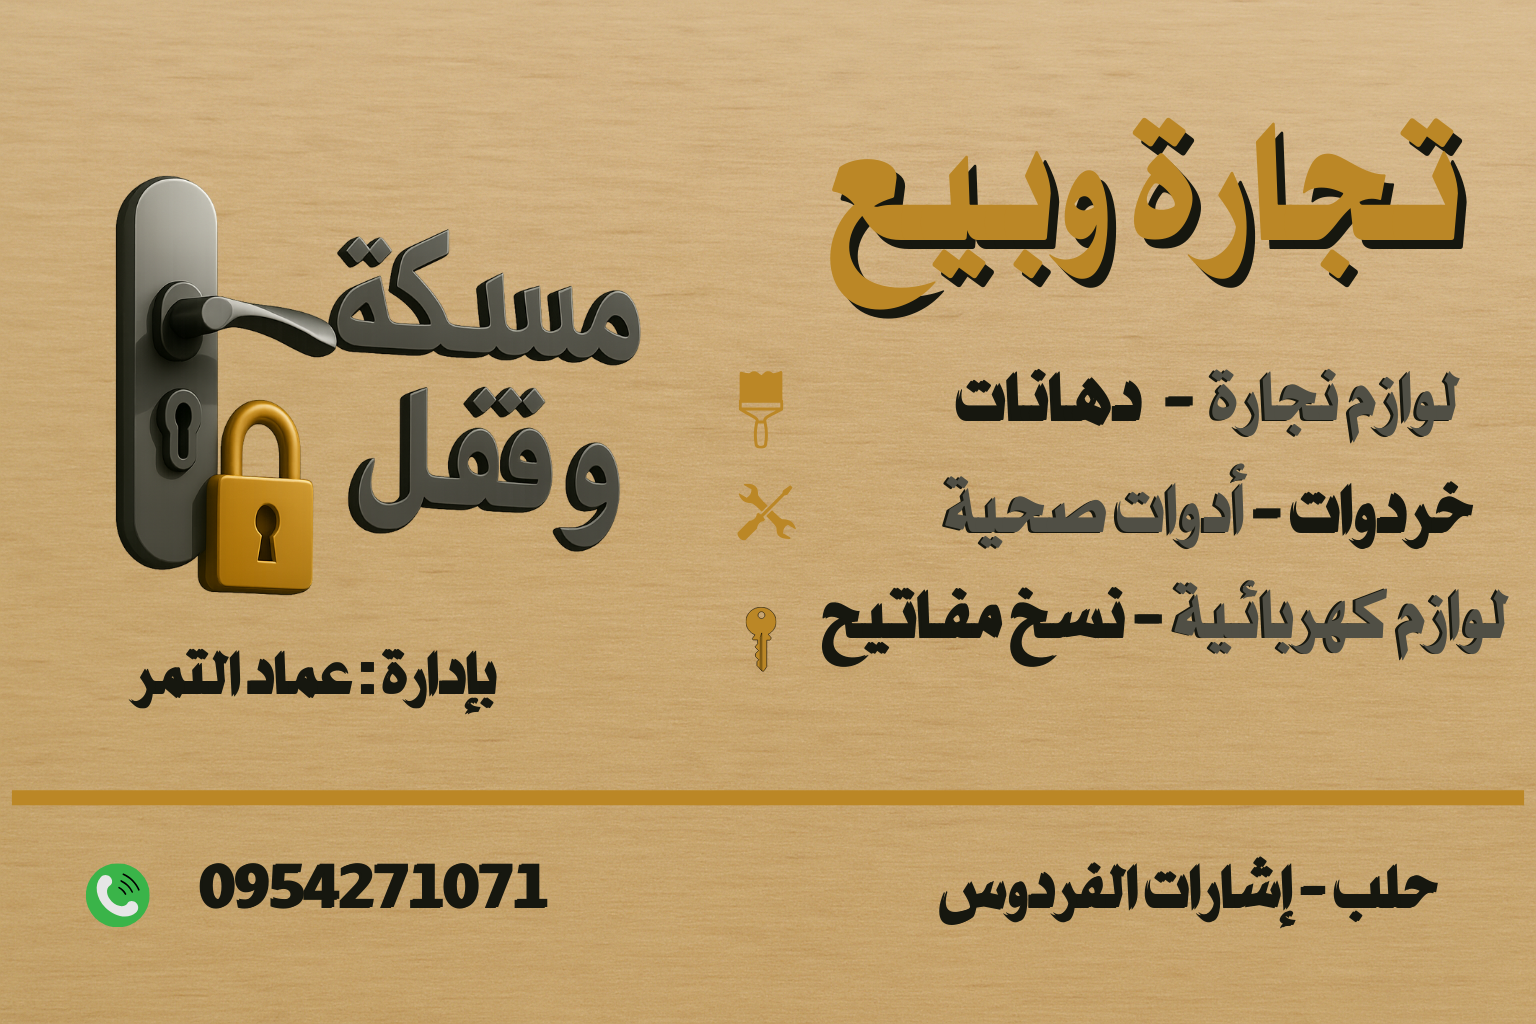 تجارة وبيع
لوازم نجارة - دهانات
خردوات - أدوات صحية
لوازم كهربائية - نسخ مفاتيح
مسكة
وقفل
بإدارة : عماد التمر
حلب - إشارات الفردوس
0954271071